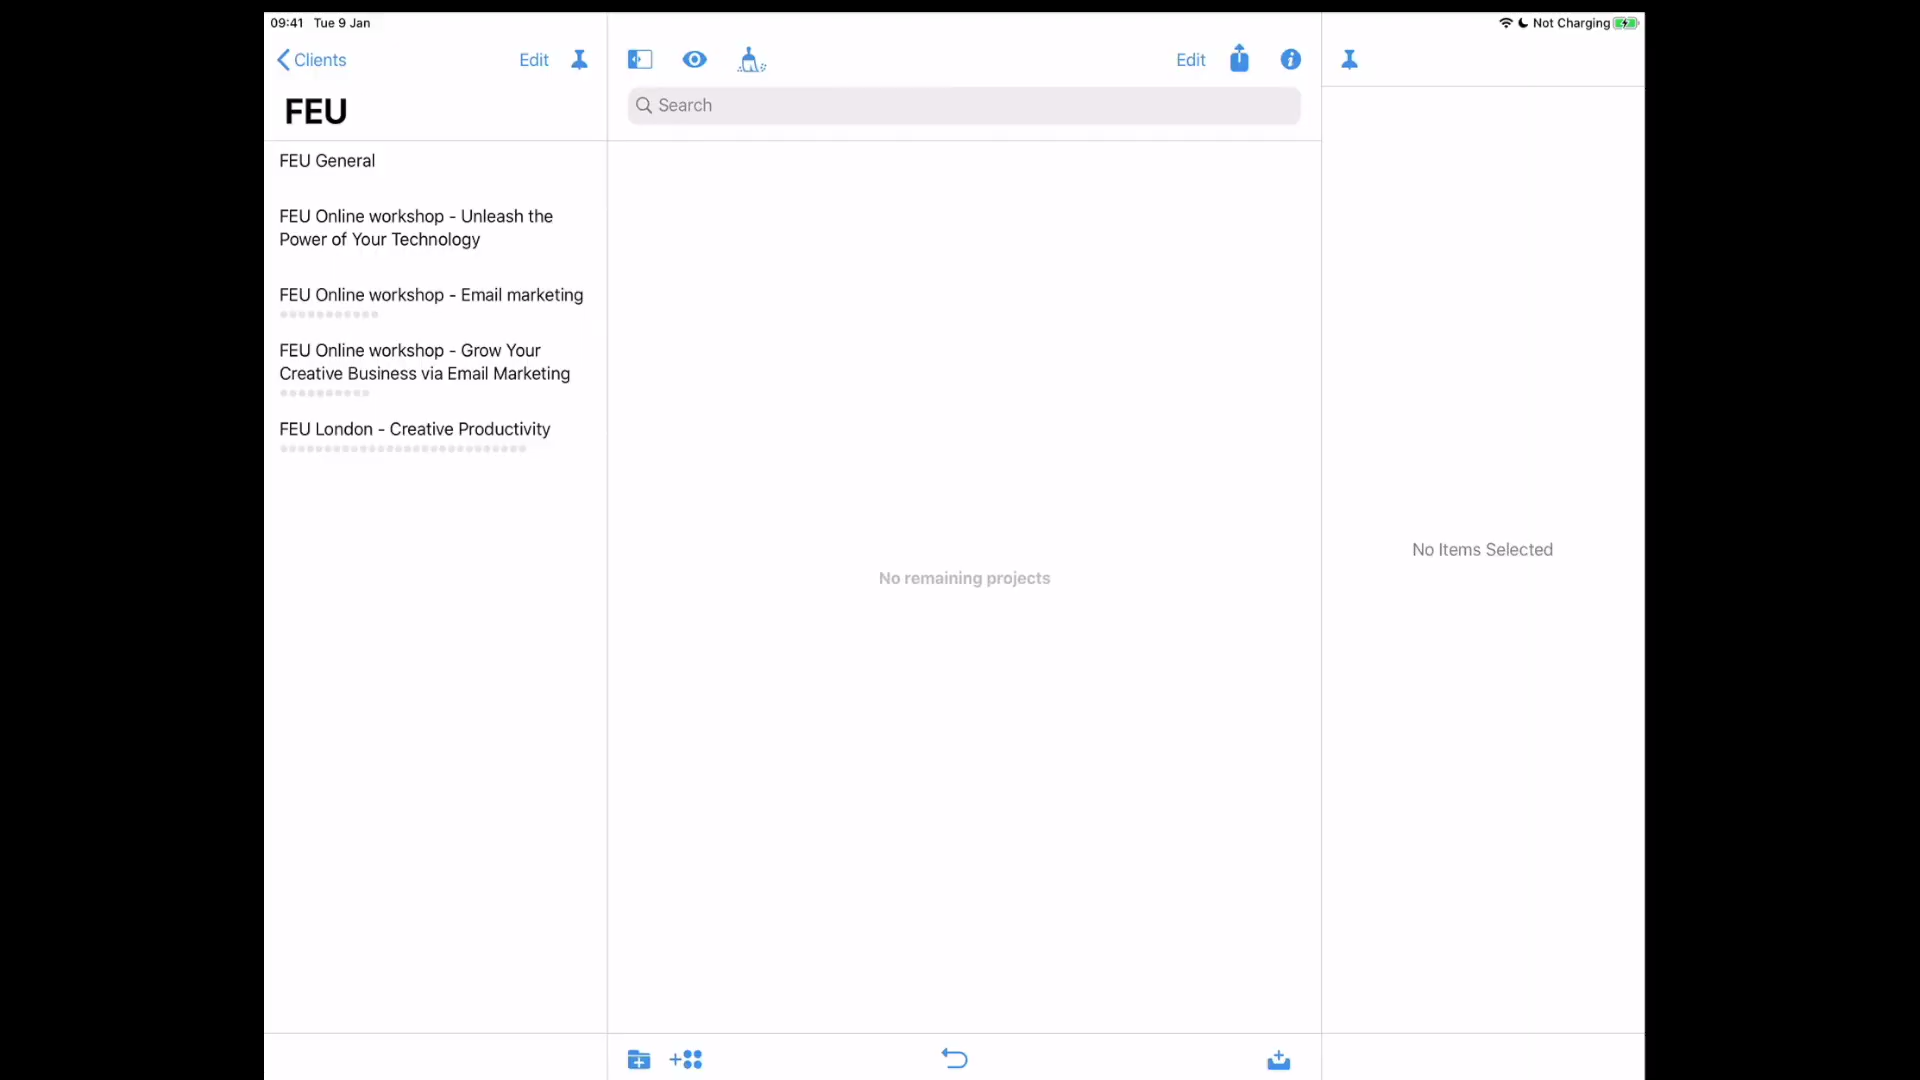 09:41 Tue 9 Jan
Not Charging
Clients
Edit
Edit
FEU
Search
FEU General
FEU Online workshop - Unleash the
Power of Your Technology
FEU Online workshop - Email marketing
FEU Online workshop - Grow Your
Creative Business via Email Marketing
FEU London - Creative Productivity
No remaining projects
No Items Selected